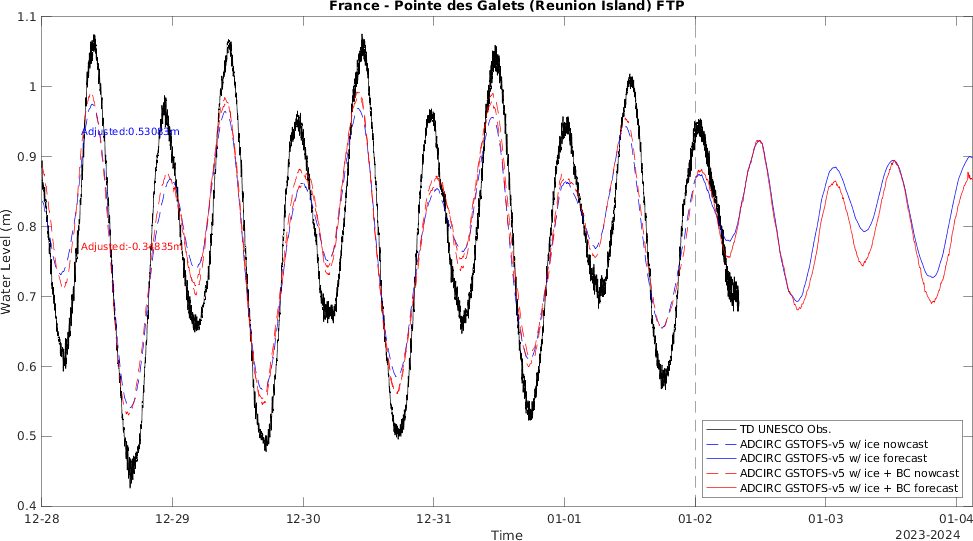 France - Pointe des Galets (Reunion Island) FTP
1.1
1
0.9
0.8
0.7
0.6
0.5
0.4
Water Level (m)
Adjusted:0.53083m
Adjusted:-0.34835m
TD UNESCO Obs.
ADCIRC GSTOFS-v5 w/ ice nowcast
ADCIRC GSTOFS-v5 w/ ice forecast
ADCIRC GSTOFS-v5 w/ ice + BC nowcast
ADCIRC GSTOFS-v5 w/ ice + BC forecast
12-28 12-29 12-30 12-31 01-01 01-02 01-03 01-04
Time
2023-2024